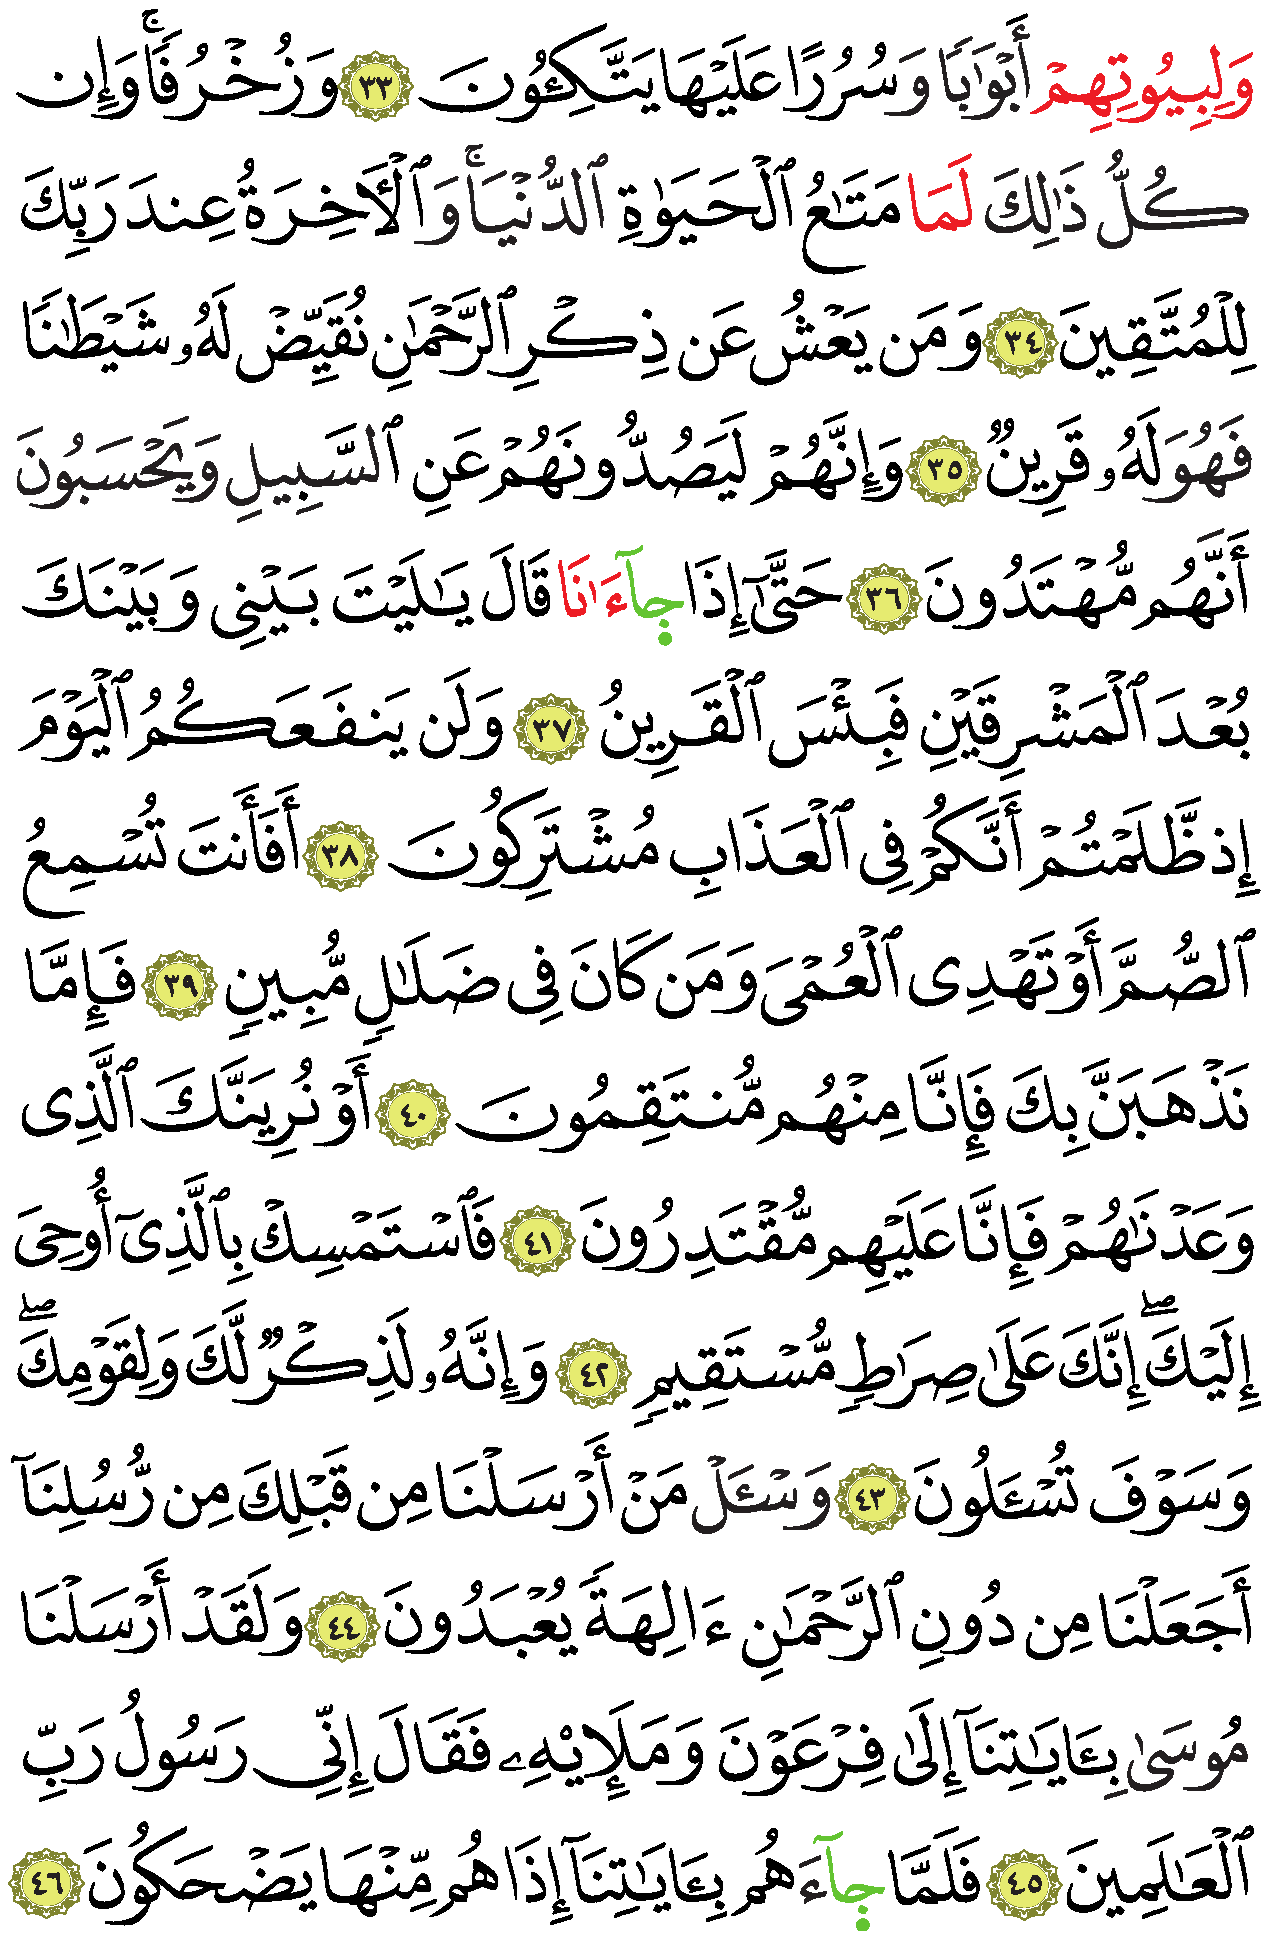 وَلِبِيُوتِهِمْ أَبْوَٰبًا وَسُرُرًا عَلَيْهَا يَتَّكِـُٔونَ ٣٣ وَزُخْرُفًا ۚ وَإِن
كُلُّ ذَٰلِكَ لَمَا مَتَـٰعُ ٱلْحَيَوٰةِ ٱلدُّنْيَا ۚ وَٱلْـَٔاخِرَةُ عِندَ رَبِّكَ
لِلْمُتَّقِينَ ٣٤ وَمَن يَعْشُ عَن ذِكْرِ ٱلرَّحْمَـٰنِ نُقَيِّضْ لَهُۥ شَيْطَـٰنًا
فَهُوَ لَهُۥ قَرِينٌ ٣٥ وَإِنَّهُمْ لَيَصُدُّونَهُمْ عَنِ ٱلسَّبِيلِ وَيَحْسَبُونَ
أَنَّهُم مُّهْتَدُونَ ٣٦ حَتَّىٰٓ إِذَا جَآءَٰنَا قَالَ يَـٰلَيْتَ بَيْنِى وَبَيْنَكَ
بُعْدَ ٱلْمَشْرِقَيْنِ فَبِئْسَ ٱلْقَرِينُ ٣٧ وَلَن يَنفَعَكُمُ ٱلْيَوْمَ
إِذ ظَّلَمْتُمْ أَنَّكُمْ فِى ٱلْعَذَابِ مُشْتَرِكُونَ ٣٨ أَفَأَنتَ تُسْمِعُ
ٱلصُّمَّ أَوْ تَهْدِى ٱلْعُمْىَ وَمَن كَانَ فِى ضَلَـٰلٍ مُّبِينٍ ٣٩ فَإِمَّا
نَذْهَبَنَّ بِكَ فَإِنَّا مِنْهُم مُّنتَقِمُونَ ٤٠ أَوْ نُرِيَنَّكَ ٱلَّذِى
وَعَدْنَـٰهُمْ فَإِنَّا عَلَيْهِم مُّقْتَدِرُونَ ٤١ فَٱسْتَمْسِكْ بِٱلَّذِىٓ أُوحِىَ
إِلَيْكَ ۖ إِنَّكَ عَلَىٰ صِرَٰطٍ مُّسْتَقِيمٍ ٤٢ وَإِنَّهُۥ لَذِكْرٌ لَّكَ وَلِقَوْمِكَ ۖ
وَسَوْفَ تُسْـَٔلُونَ ٤٣ وَسْـَٔلْ مَنْ أَرْسَلْنَا مِن قَبْلِكَ مِن رُّسُلِنَآ
أَجَعَلْنَا مِن دُونِ ٱلرَّحْمَـٰنِ ءَالِهَةً يُعْبَدُونَ ٤٤ وَلَقَدْ أَرْسَلْنَا
مُوسَىٰ بِـَٔايَـٰتِنَآ إِلَىٰ فِرْعَوْنَ وَمَلَإِيْهِۦ فَقَالَ إِنِّى رَسُولُ رَبِّ
ٱلْعَـٰلَمِينَ ٤٥ فَلَمَّا جَآءَهُم بِـَٔايَـٰتِنَآ إِذَا هُم مِّنْهَا يَضْحَكُونَ ٤٦